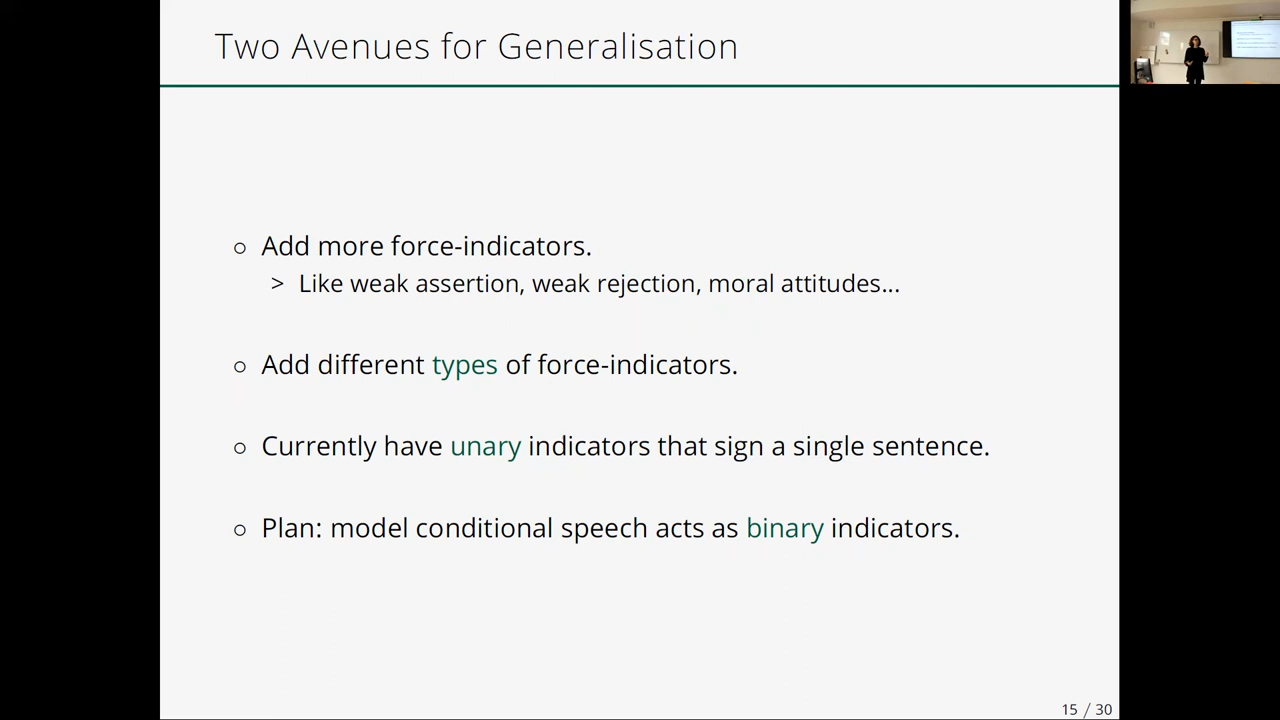 Two Avenues for Generalisation
○ Add more force-indicators.
> Like weak assertion, weak rejection, moral attitudes...
○ Add different types of force-indicators.
○ Currently have unary indicators that sign a single sentence.
○ Plan: model conditional speech acts as binary indicators.
15 / 30